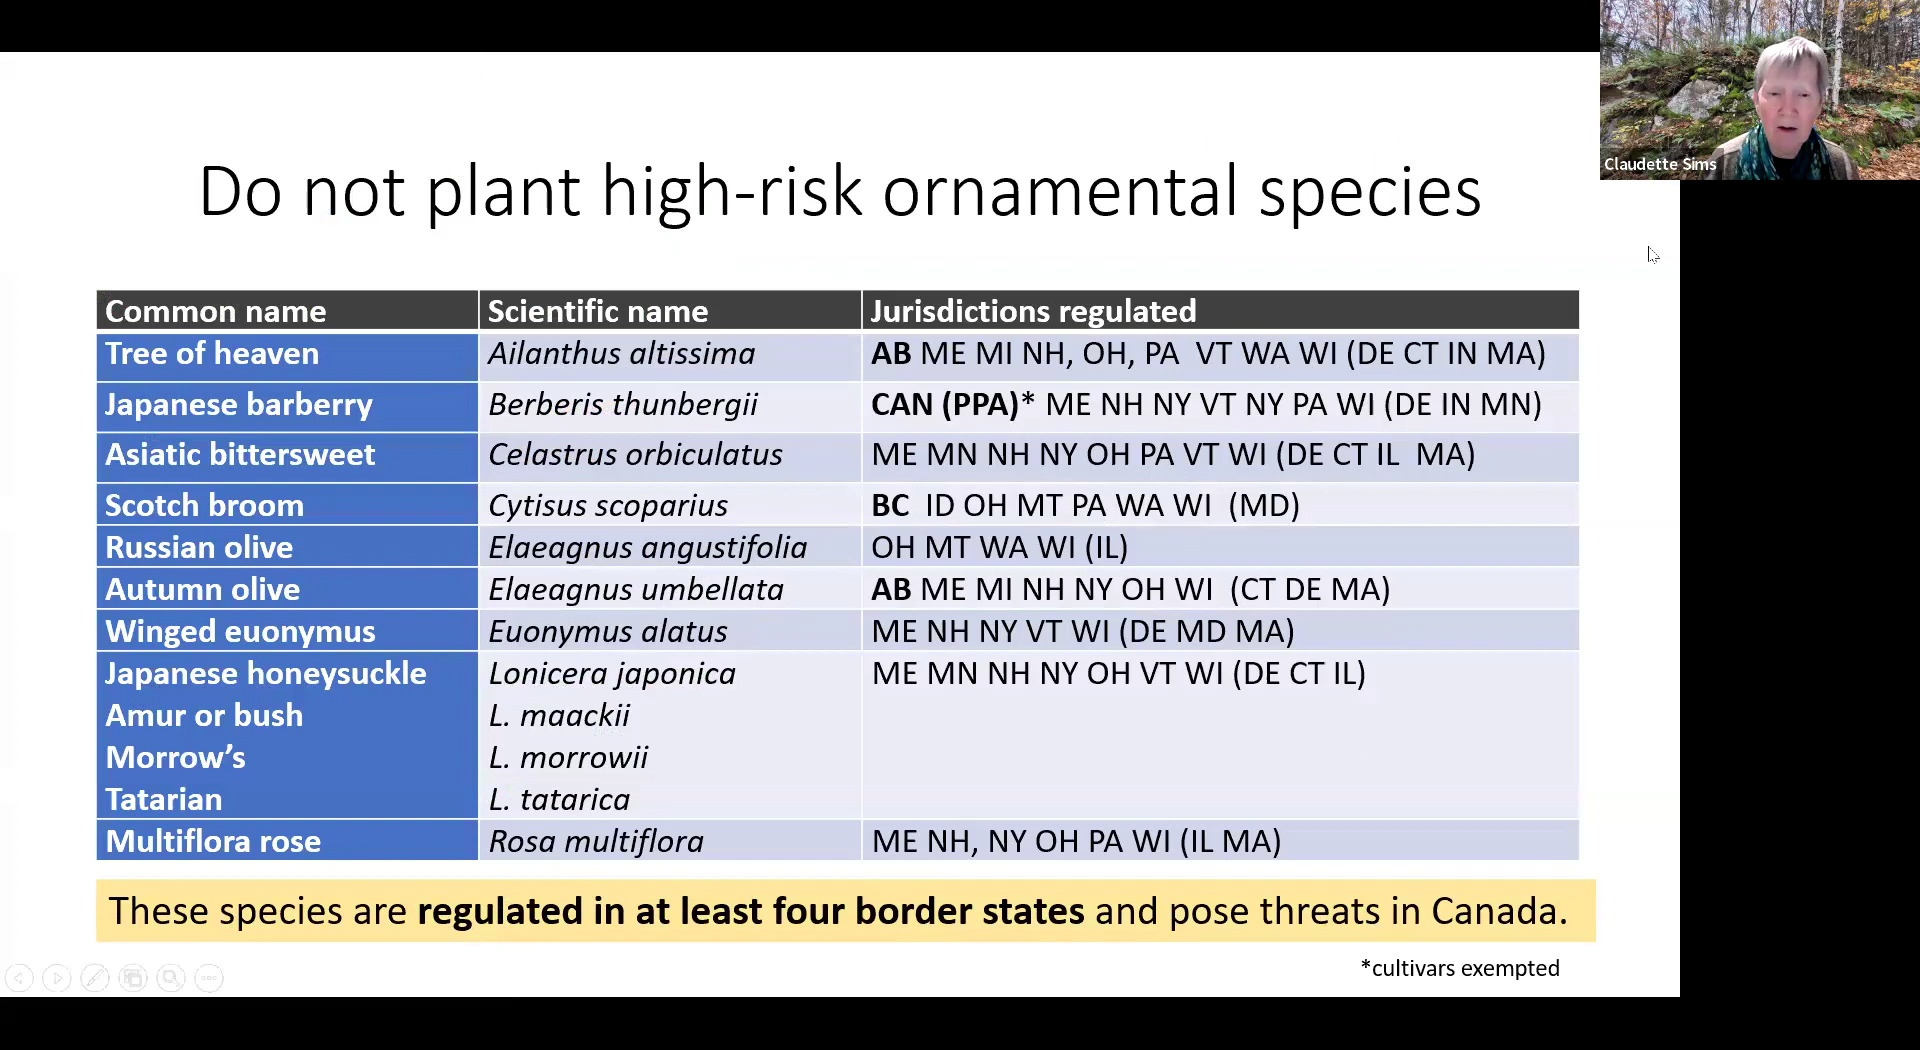 Claudette Sims
Do not plant high-risk ornamental species
Common name Scientific name Jurisdictions regulated
Tree of heaven Ailanthus altissima AB ME MI NH, OH, PA VT WA WI (DE CT IN MA)
Japanese barberry Berberis thunbergii CAN (PPA)* ME NH NY VT NY PA WI (DE IN MN)
Asiatic bittersweet Celastrus orbiculatus ME MN NH NY OH PA VT WI (DE CT IL MA)
Scotch broom Cytisus scoparius BC ID OH MT PA WA WI (MD)
Russian olive Elaeagnus angustifolia OH MT WA WI (IL)
Autumn olive Elaeagnus umbellata AB ME MI NH NY OH WI (CT DE MA)
Winged euonymus Euonymus alatus ME NH NY VT WI (DE MD MA)
Japanese honeysuckle Lonicera japonica ME MN NH NY OH VT WI (DE CT IL)
Amur or bush L. maackii
Morrow’s L. morrowii
Tatarian L. tatarica
Multiflora rose Rosa multiflora ME NH, NY OH PA WI (IL MA)
These species are regulated in at least four border states and pose threats in Canada.
*cultivars exempted